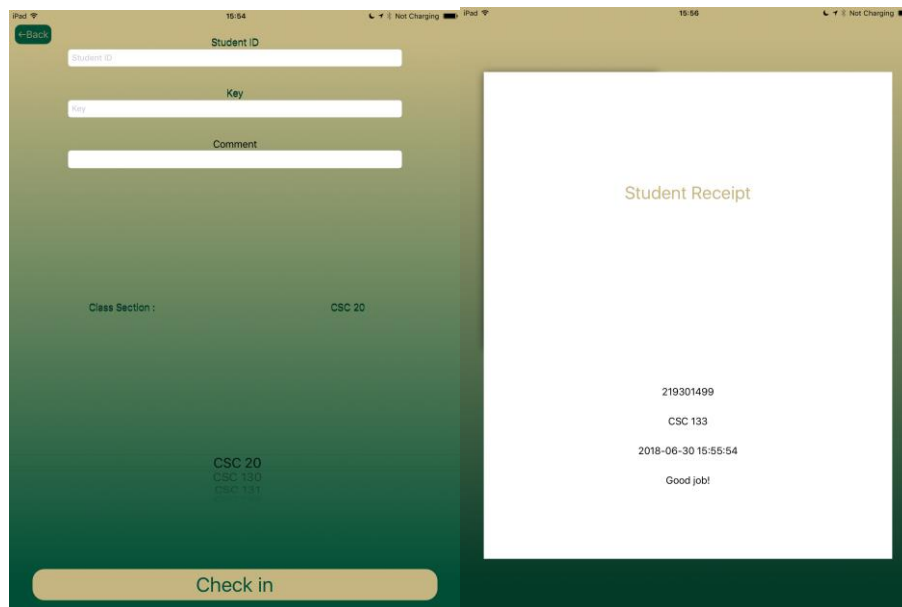 iPad 15:54 Not Charging
←Back
Student ID
Student ID
Key
Key
Comment
Class Section : CSC 20
CSC 20
CSC 130
CSC 131
Check in
iPad 15:56 Not Charging
Student Receipt
219301499
CSC 133
2018-06-30 15:55:54
Good job!